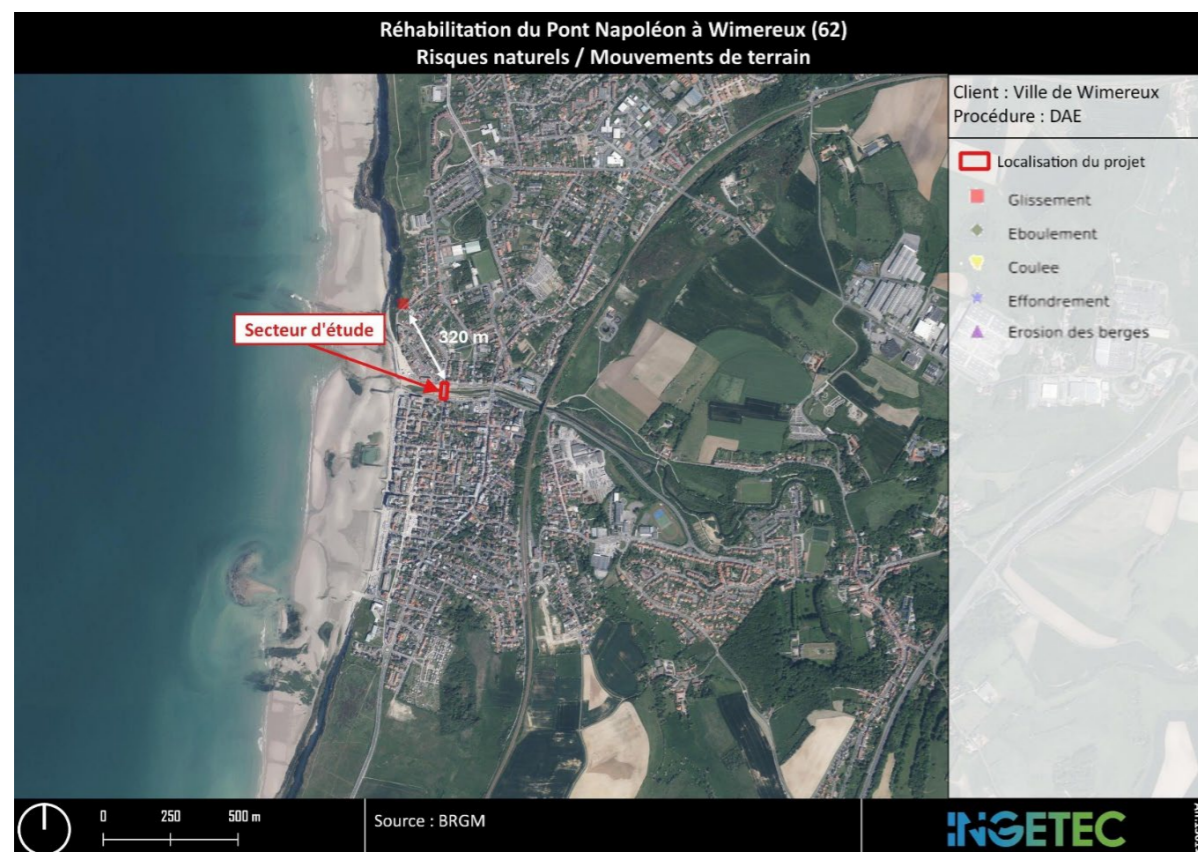 Réhabilitation du Pont Napoléon à Wimereux (62)
Risques naturels / Mouvements de terrain
Client : Ville de Wimereux
Procédure : DAE
Localisation du projet
Glissement
Eboulement
Coulee
Effondrement
Erosion des berges
Secteur d'étude
320 m
0 250 500 m
Source : BRGM
INGETEC